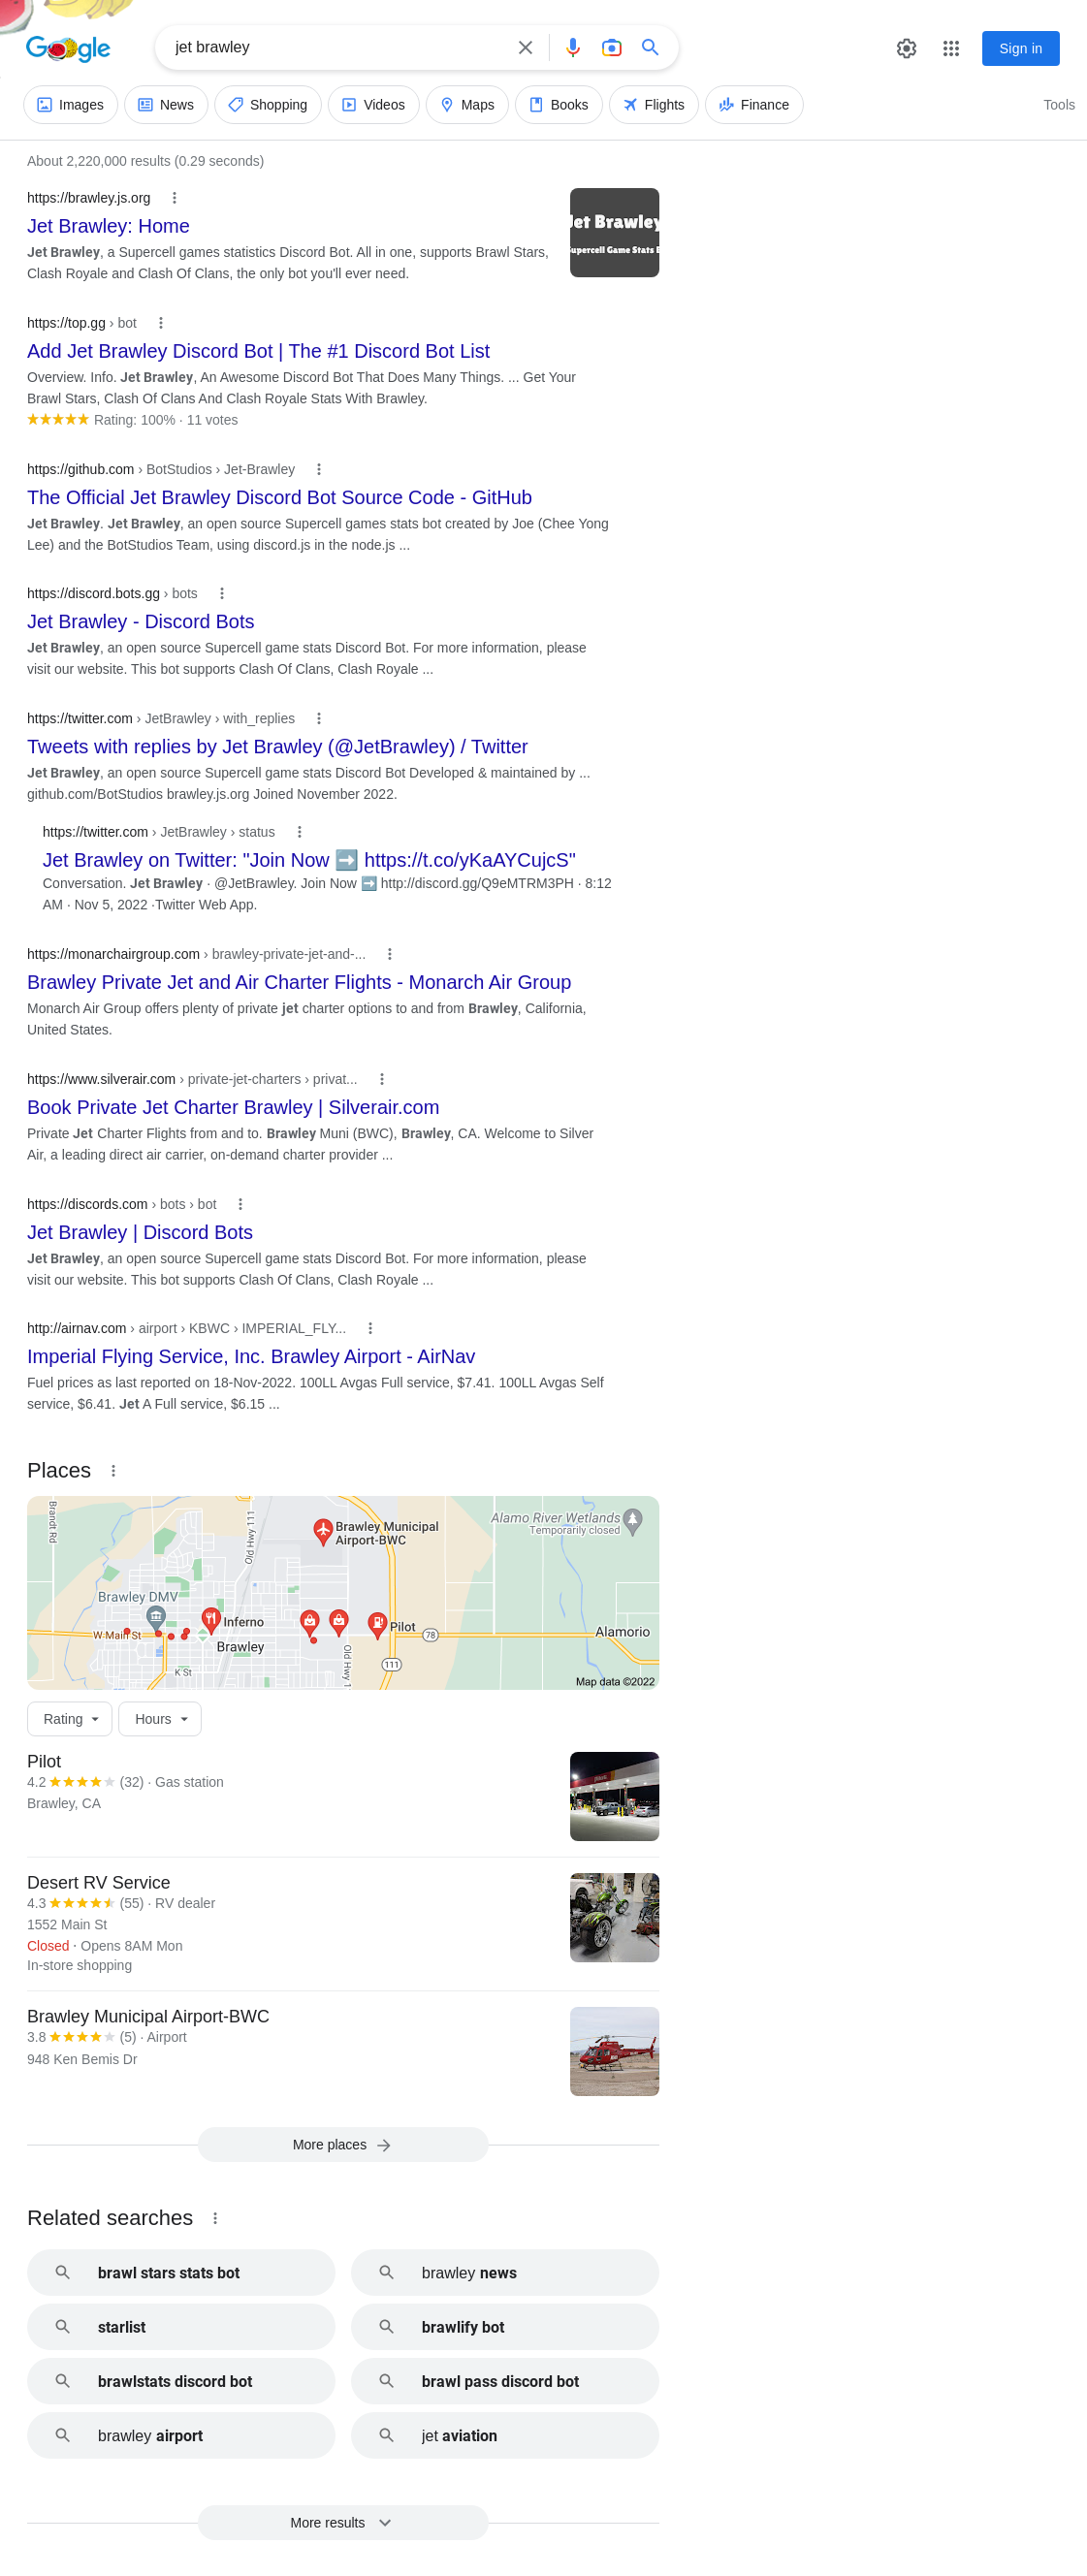 Google
jet brawley
Sign in
Images
News
Shopping
Videos
Maps
Books
Flights
Finance
Tools
About 2,220,000 results (0.29 seconds)
https://brawley.js.org
Jet Brawley: Home
Jet Brawley, a Supercell games statistics Discord Bot. All in one, supports Brawl Stars,
Clash Royale and Clash Of Clans, the only bot you'll ever need.
Jet Brawley
Supercell Game Stats
https://top.gg › bot
Add Jet Brawley Discord Bot | The #1 Discord Bot List
Overview. Info. Jet Brawley, An Awesome Discord Bot That Does Many Things. ... Get Your
Brawl Stars, Clash Of Clans And Clash Royale Stats With Brawley.
Rating: 100% · 11 votes
https://github.com › BotStudios › Jet-Brawley
The Official Jet Brawley Discord Bot Source Code - GitHub
Jet Brawley. Jet Brawley, an open source Supercell games stats bot created by Joe (Chee Yong
Lee) and the BotStudios Team, using discord.js in the node.js ...
https://discord.bots.gg › bots
Jet Brawley - Discord Bots
Jet Brawley, an open source Supercell game stats Discord Bot. For more information, please
visit our website. This bot supports Clash Of Clans, Clash Royale ...
https://twitter.com › JetBrawley › with_replies
Tweets with replies by Jet Brawley (@JetBrawley) / Twitter
Jet Brawley, an open source Supercell game stats Discord Bot Developed & maintained by ...
github.com/BotStudios brawley.js.org Joined November 2022.
https://twitter.com › JetBrawley › status
Jet Brawley on Twitter: "Join Now ➡️ https://t.co/yKaAYCujcS"
Conversation. Jet Brawley · @JetBrawley. Join Now ➡️ http://discord.gg/Q9eMTRM3PH · 8:12
AM · Nov 5, 2022 ·Twitter Web App.
https://monarchairgroup.com › brawley-private-jet-and-...
Brawley Private Jet and Air Charter Flights - Monarch Air Group
Monarch Air Group offers plenty of private jet charter options to and from Brawley, California,
United States.
https://www.silverair.com › private-jet-charters › privat...
Book Private Jet Charter Brawley | Silverair.com
Private Jet Charter Flights from and to. Brawley Muni (BWC), Brawley, CA. Welcome to Silver
Air, a leading direct air carrier, on-demand charter provider ...
https://discords.com › bots › bot
Jet Brawley | Discord Bots
Jet Brawley, an open source Supercell game stats Discord Bot. For more information, please
visit our website. This bot supports Clash Of Clans, Clash Royale ...
http://airnav.com › airport › KBWC › IMPERIAL_FLY...
Imperial Flying Service, Inc. Brawley Airport - AirNav
Fuel prices as last reported on 18-Nov-2022. 100LL Avgas Full service, $7.41. 100LL Avgas Self
service, $6.41. Jet A Full service, $6.15 ...
Places
Brandt Rd
Old Hwy 111
Brawley Municipal
Airport-BWC
Alamo River Wetlands
Temporarily closed
Brawley DMV
Inferno
Pilot
W Main St
Brawley
78
Alamorio
K St
Old Hwy 1
111
Map data ©2022
Rating
Hours
Pilot
4.2 (32) · Gas station
Brawley, CA
Desert RV Service
4.3 (55) · RV dealer
1552 Main St
Closed · Opens 8AM Mon
In-store shopping
Brawley Municipal Airport-BWC
3.8 (5) · Airport
948 Ken Bemis Dr
More places
Related searches
brawl stars stats bot
brawley news
starlist
brawlify bot
brawlstats discord bot
brawl pass discord bot
brawley airport
jet aviation
More results